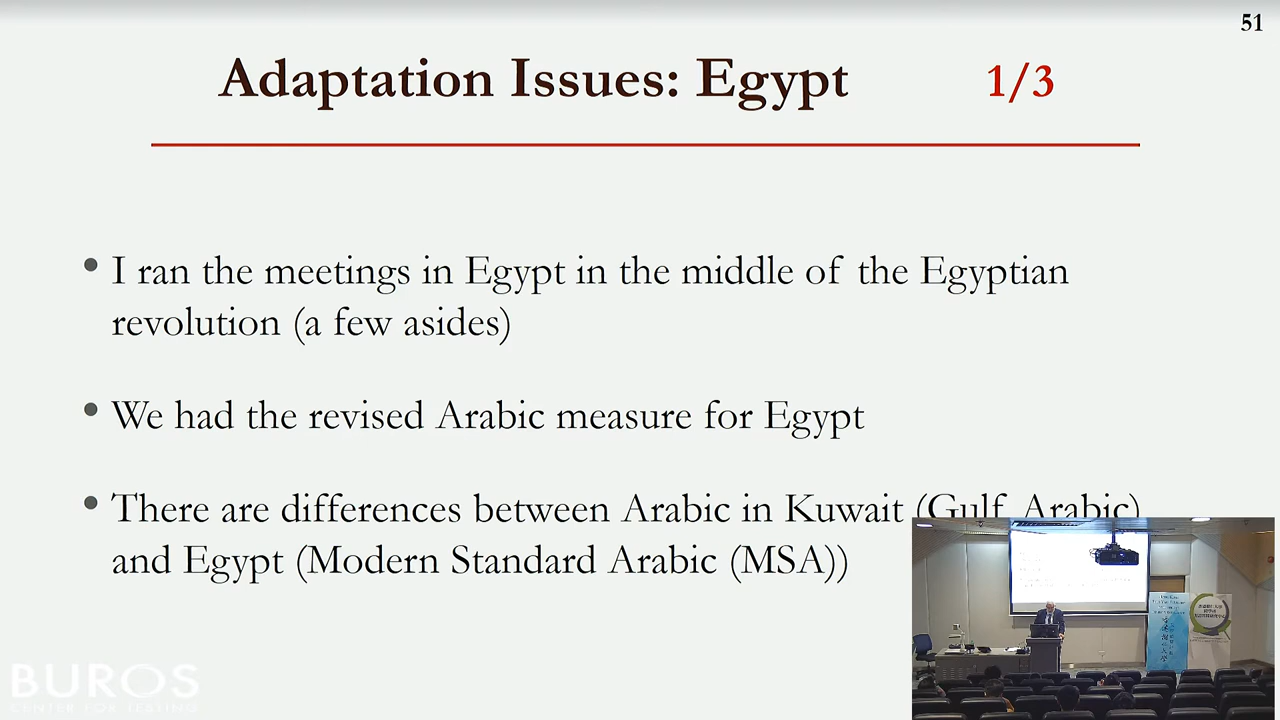 51
Adaptation Issues: Egypt 1/3
• I ran the meetings in Egypt in the middle of the Egyptian
revolution (a few asides)
• We had the revised Arabic measure for Egypt
• There are differences between Arabic in Kuwait (Gulf Arabic)
and Egypt (Modern Standard Arabic (MSA))
BUROS
CENTER FOR TESTING